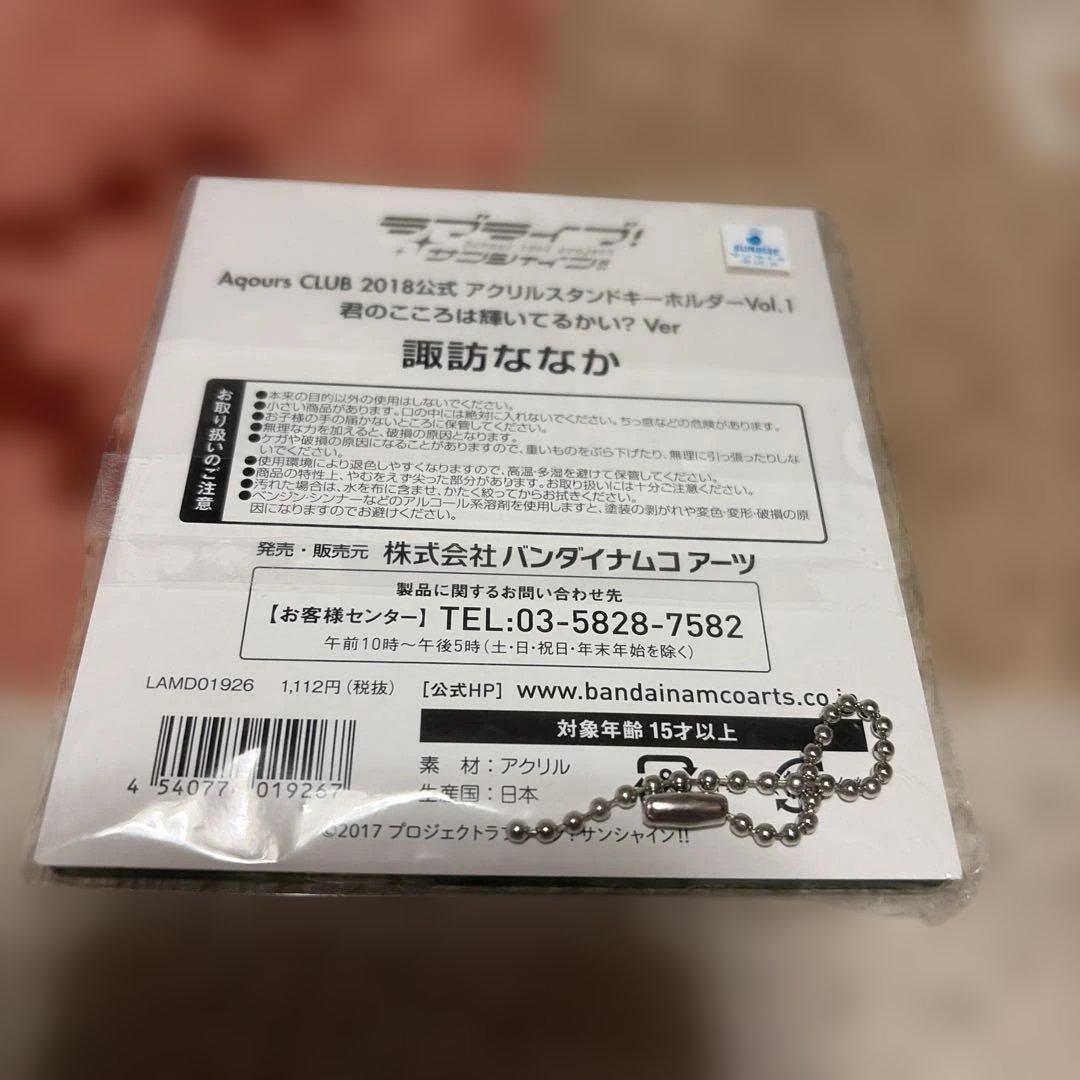 ラブライブ!
School idol project
サンシャイン!!
SUNRISE
Aqours CLUB 2018公式 アクリルスタンドキーホルダーVol.1
君のこころは輝いてるかい? Ver
諏訪ななか
お取り扱いのご注意
●本来の目的以外の使用はしないでください。
●小さい商品があります。口の中には絶対に入れないでください。ちっ息などの危険があります。
●お子様の手の届かないところに保管してください。
●無理な力を加えると、破損の原因となります。
●ケガや破損の原因になることがありますので、重いものをぶら下げたり、無理に引っ張ったりしな
いでください。
●使用環境により退色しやすくなりますので、高温・多湿を避けて保管してください。
●商品の特性上、やむをえず尖った部分があります。お取り扱いには十分ご注意ください。
●汚れた場合は、水を布に含ませ、かたく絞ってからお拭きください。
●ベンジン・シンナーなどのアルコール系溶剤を使用しますと、塗装の剥がれや変色・変形・破損の原
因になりますのでお避けください。
発売・販売元 株式会社バンダイナムコアーツ
製品に関するお問い合わせ先
【お客様センター】 TEL:03-5828-7582
午前10時〜午後5時(土・日・祝日・年末年始を除く)
LAMD01926 1,112円(税抜) [公式HP] www.bandainamcoarts.co.j
対象年齢 15才以上
素 材:アクリル
生産国:日本
4 540774 019267
©2017 プロジェクトラブライブ!サンシャイン!!